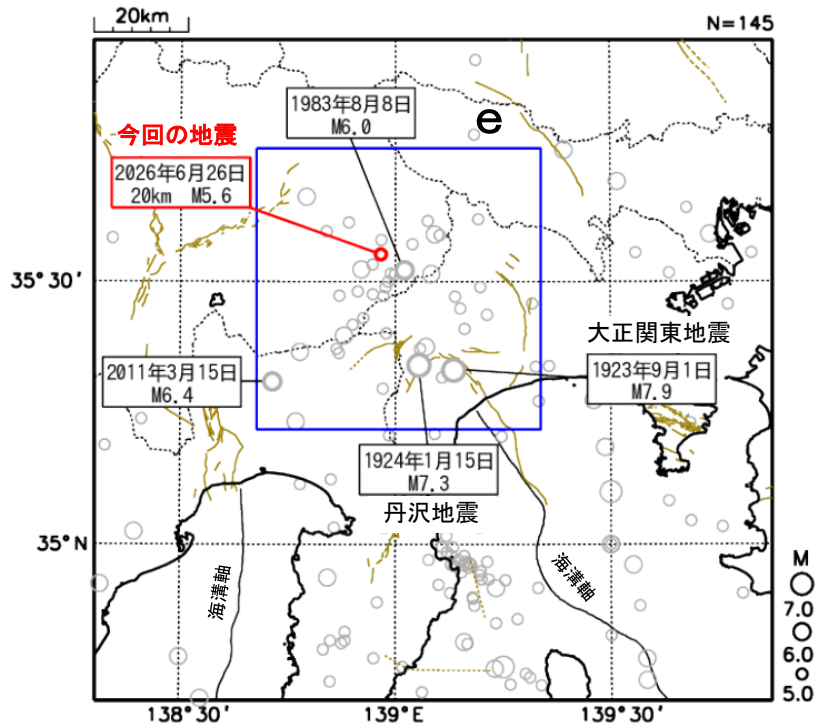 20km
N=145
1983年8月8日
M6.0
e
今回の地震
2026年6月26日
20km M5.6
35°30′
大正関東地震
2011年3月15日
M6.4
1923年9月1日
M7.9
1924年1月15日
M7.3
丹沢地震
35°N
海溝軸
海溝軸
M
7.0
6.0
5.0
138°30′
139°E
139°30′